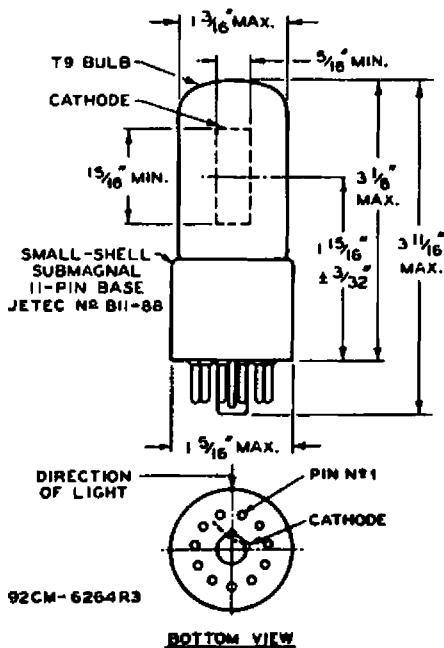 1 3/16" MAX.
T9 BULB
5/16" MIN.
CATHODE
15/16" MIN.
3 1/8"
MAX.
1 15/16"
± 3/32"
3 11/16"
MAX.
SMALL-SHELL
SUBMAGNAL
11-PIN BASE
JETEC Nº B11-88
1 5/16" MAX.
DIRECTION
OF LIGHT
PIN Nº1
CATHODE
92CM-6264R3
BOTTOM VIEW